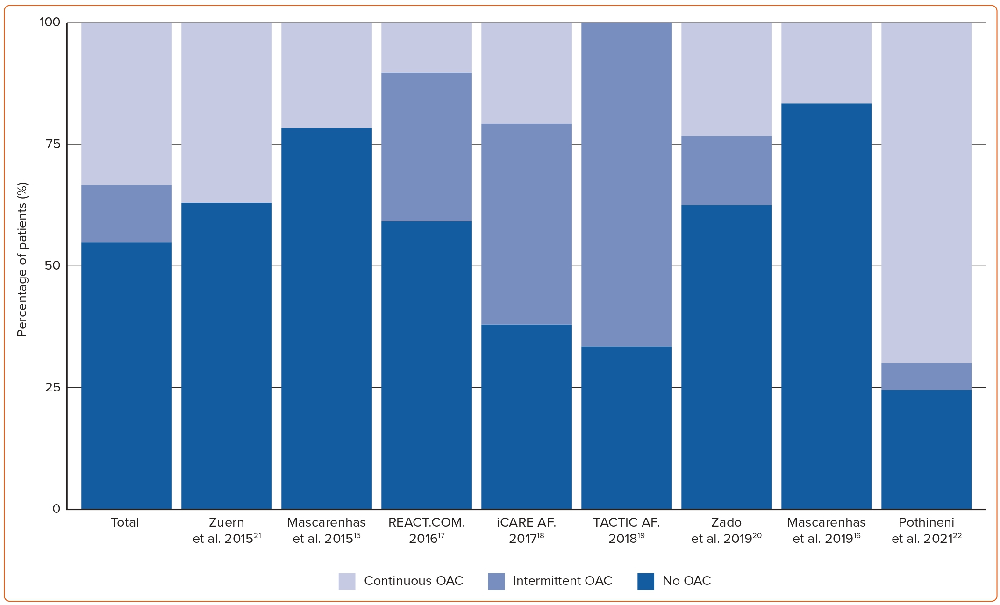 Percentage of patients (%)
100
75
50
25
0
Total
Zuern
et al. 2015²¹
Mascarenhas
et al. 2015¹⁵
REACT.COM.
2016¹⁷
iCARE AF.
2017¹⁸
TACTIC AF.
2018¹⁹
Zado
et al. 2019²⁰
Mascarenhas
et al. 2019¹⁶
Pothineni
et al. 2021²²
Continuous OAC
Intermittent OAC
No OAC